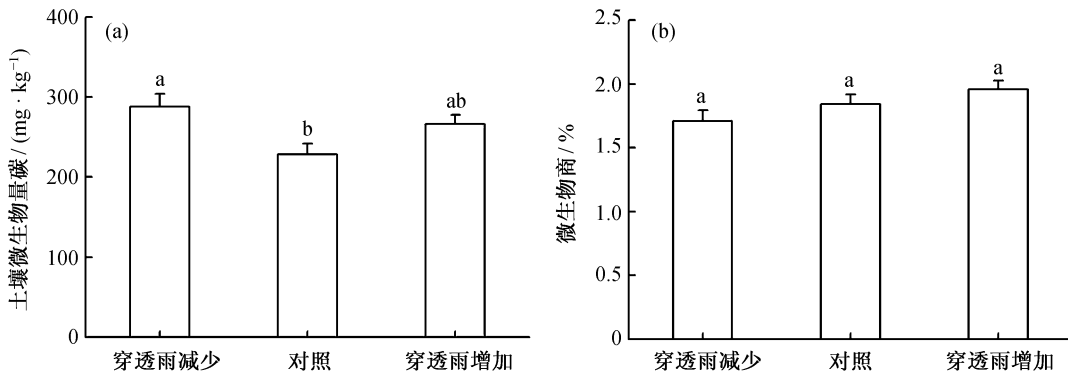 (a)
土壤微生物量碳 / (mg · kg⁻¹)
400
300
200
100
0
a
b
ab
穿透雨减少
对照
穿透雨增加
(b)
微生物商 / %
2.5
2.0
1.5
1.0
0.5
0
a
a
a
穿透雨减少
对照
穿透雨增加